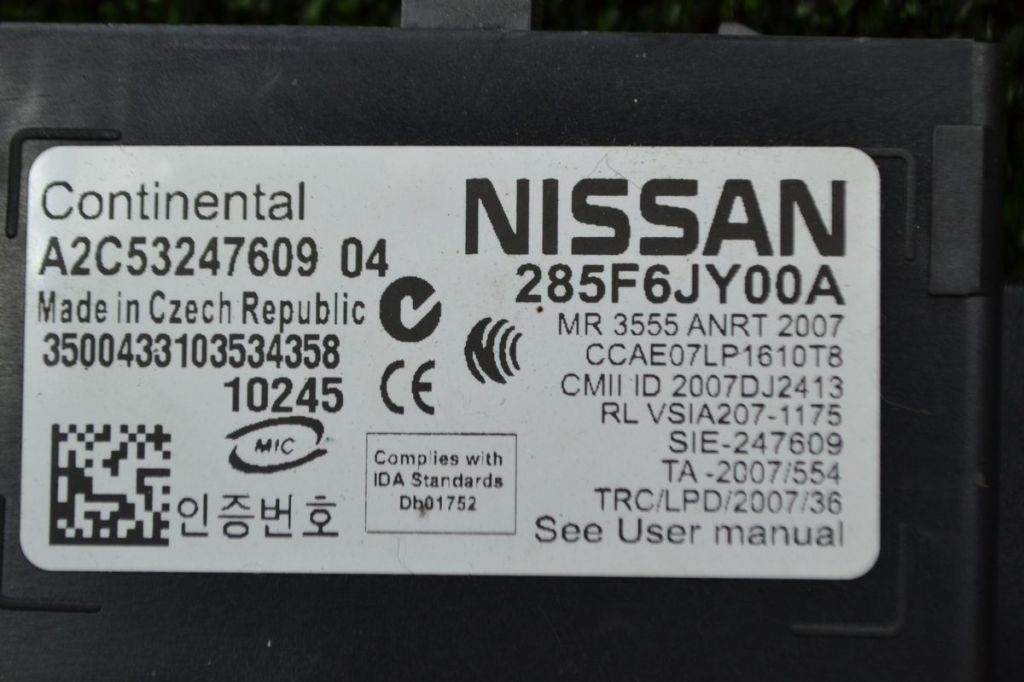 Continental
A2C53247609 04
Made in Czech Republic
3500433103534358
10245
CE
MIC
인증번호
Complies with
IDA Standards
Db01752
NISSAN
285F6JY00A
MR 3555 ANRT 2007
CCAE07LP1610T8
CMII ID 2007DJ2413
RL VSIA207-1175
SIE-247609
TA -2007/554
TRC/LPD/2007/36
See User manual